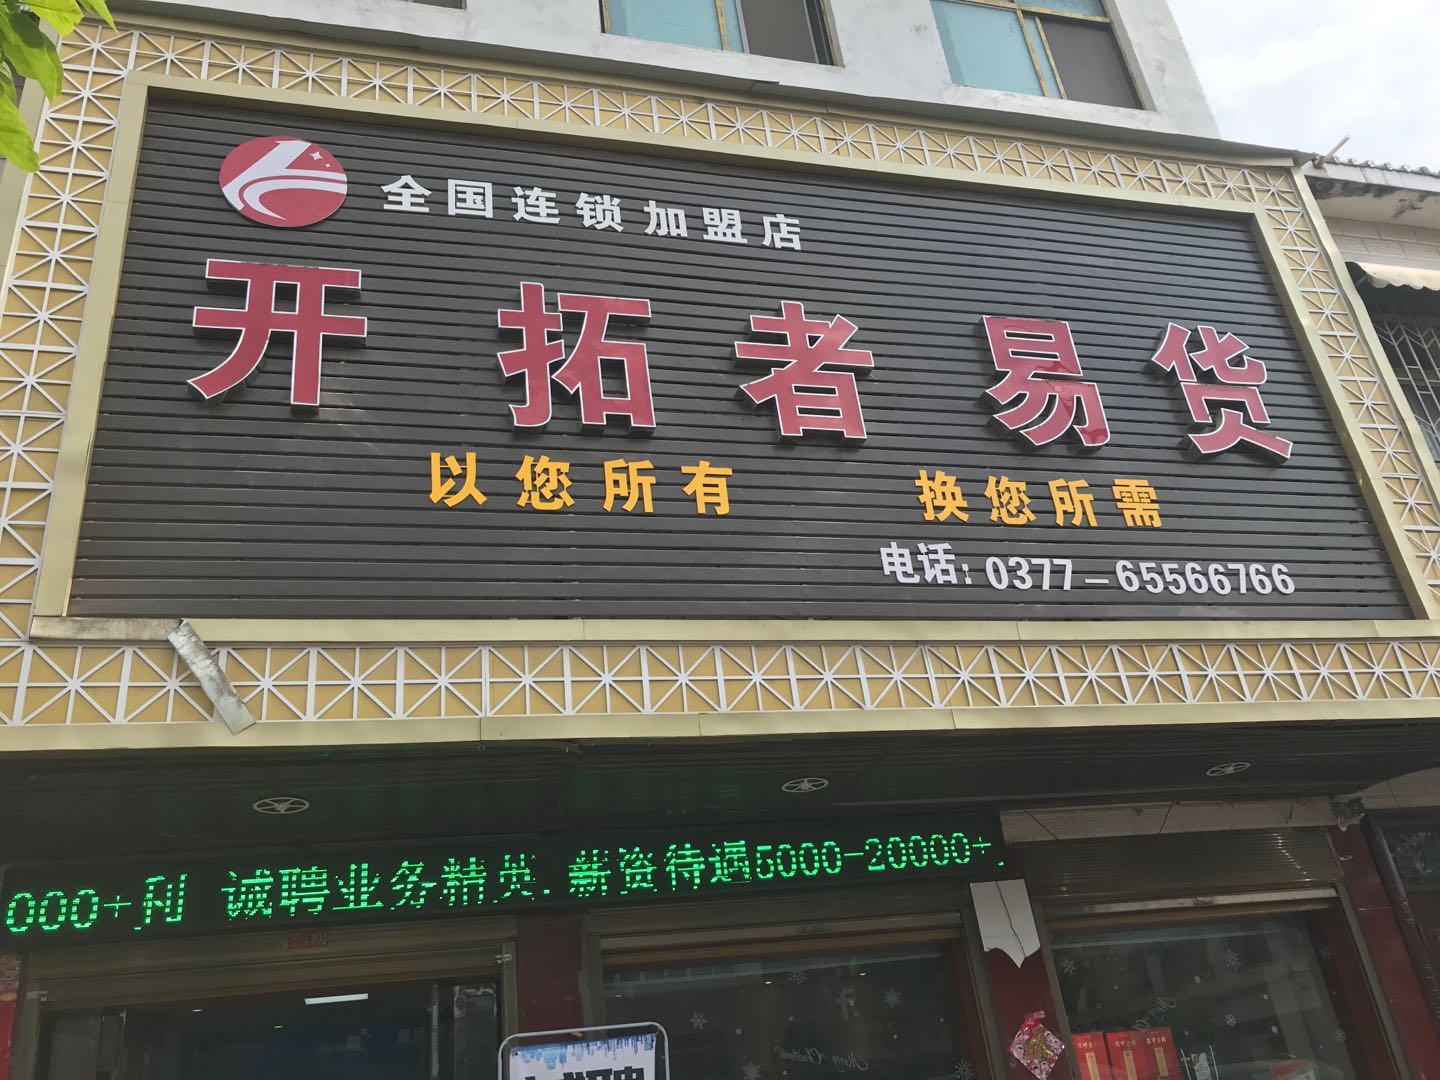 全国连锁加盟店
开拓者易货
以您所有 换您所需
电话:0377-65566766
000+利 诚聘业务精英.薪资待遇5000-20000+